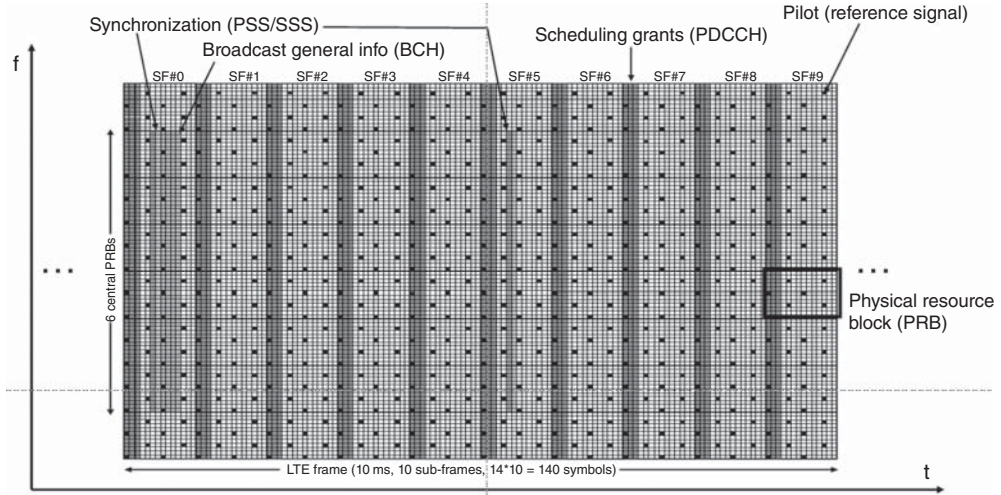 Pilot (reference signal)
Synchronization (PSS/SSS)
Scheduling grants (PDCCH)
Broadcast general info (BCH)
f
SF#0 SF#1 SF#2 SF#3 SF#4 SF#5 SF#6 SF#7 SF#8 SF#9
6 central PRBs
Physical resource
block (PRB)
LTE frame (10 ms, 10 sub-frames, 14*10 = 140 symbols)
t